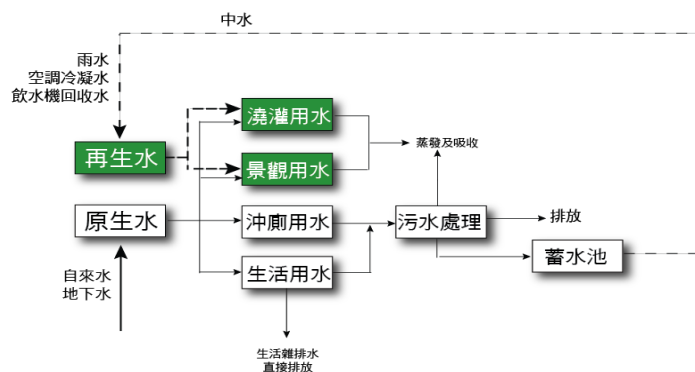 中水
雨水
空調冷凝水
飲水機回收水
澆灌用水
再生水
景觀用水
蒸發及吸收
原生水
沖廁用水
污水處理
排放
生活用水
蓄水池
自來水
地下水
生活雜排水
直接排放